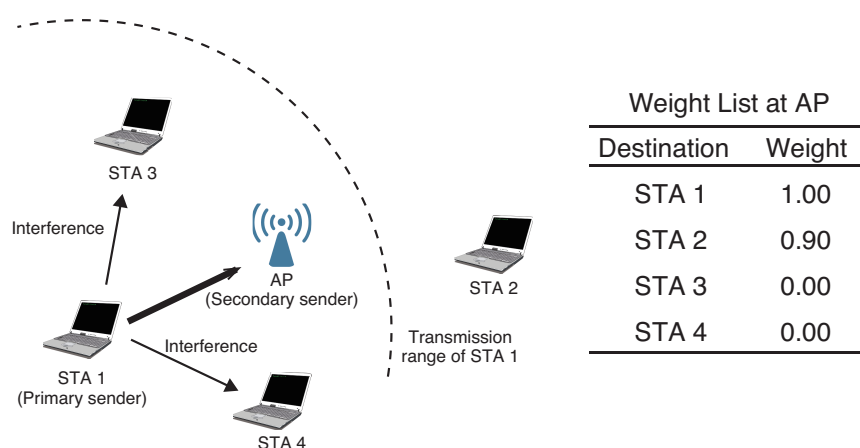 STA 3
Interference
AP
(Secondary sender)
STA 2
Interference
Transmission
range of STA 1
STA 1
(Primary sender)
STA 4
Weight List at AP
Destination Weight
STA 1 1.00
STA 2 0.90
STA 3 0.00
STA 4 0.00